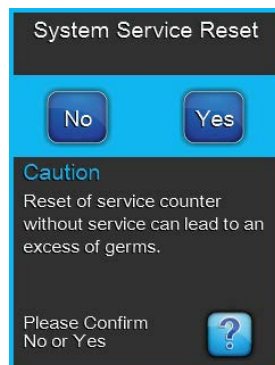 System Service Reset
No Yes
Caution
Reset of service counter
without service can lead to an
excess of germs.
Please Confirm
No or Yes
?